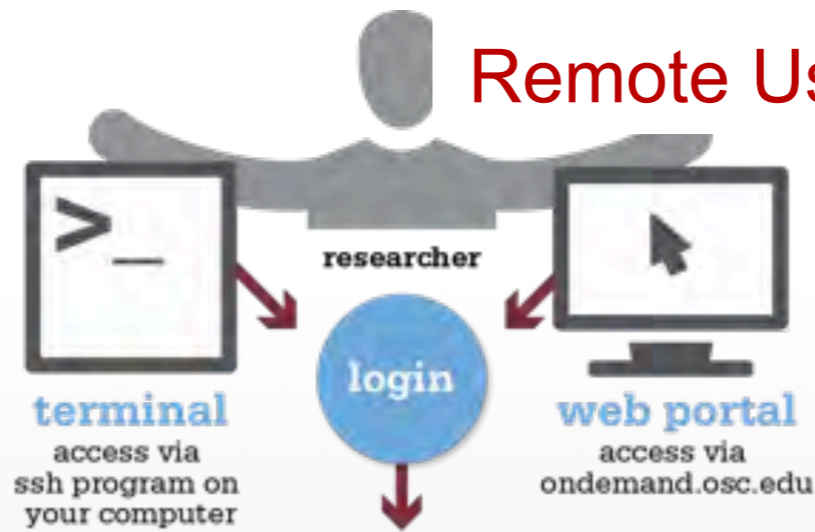 Remote Us
>_
researcher
login
terminal
access via
ssh program on
your computer
web portal
access via
ondemand.osc.edu